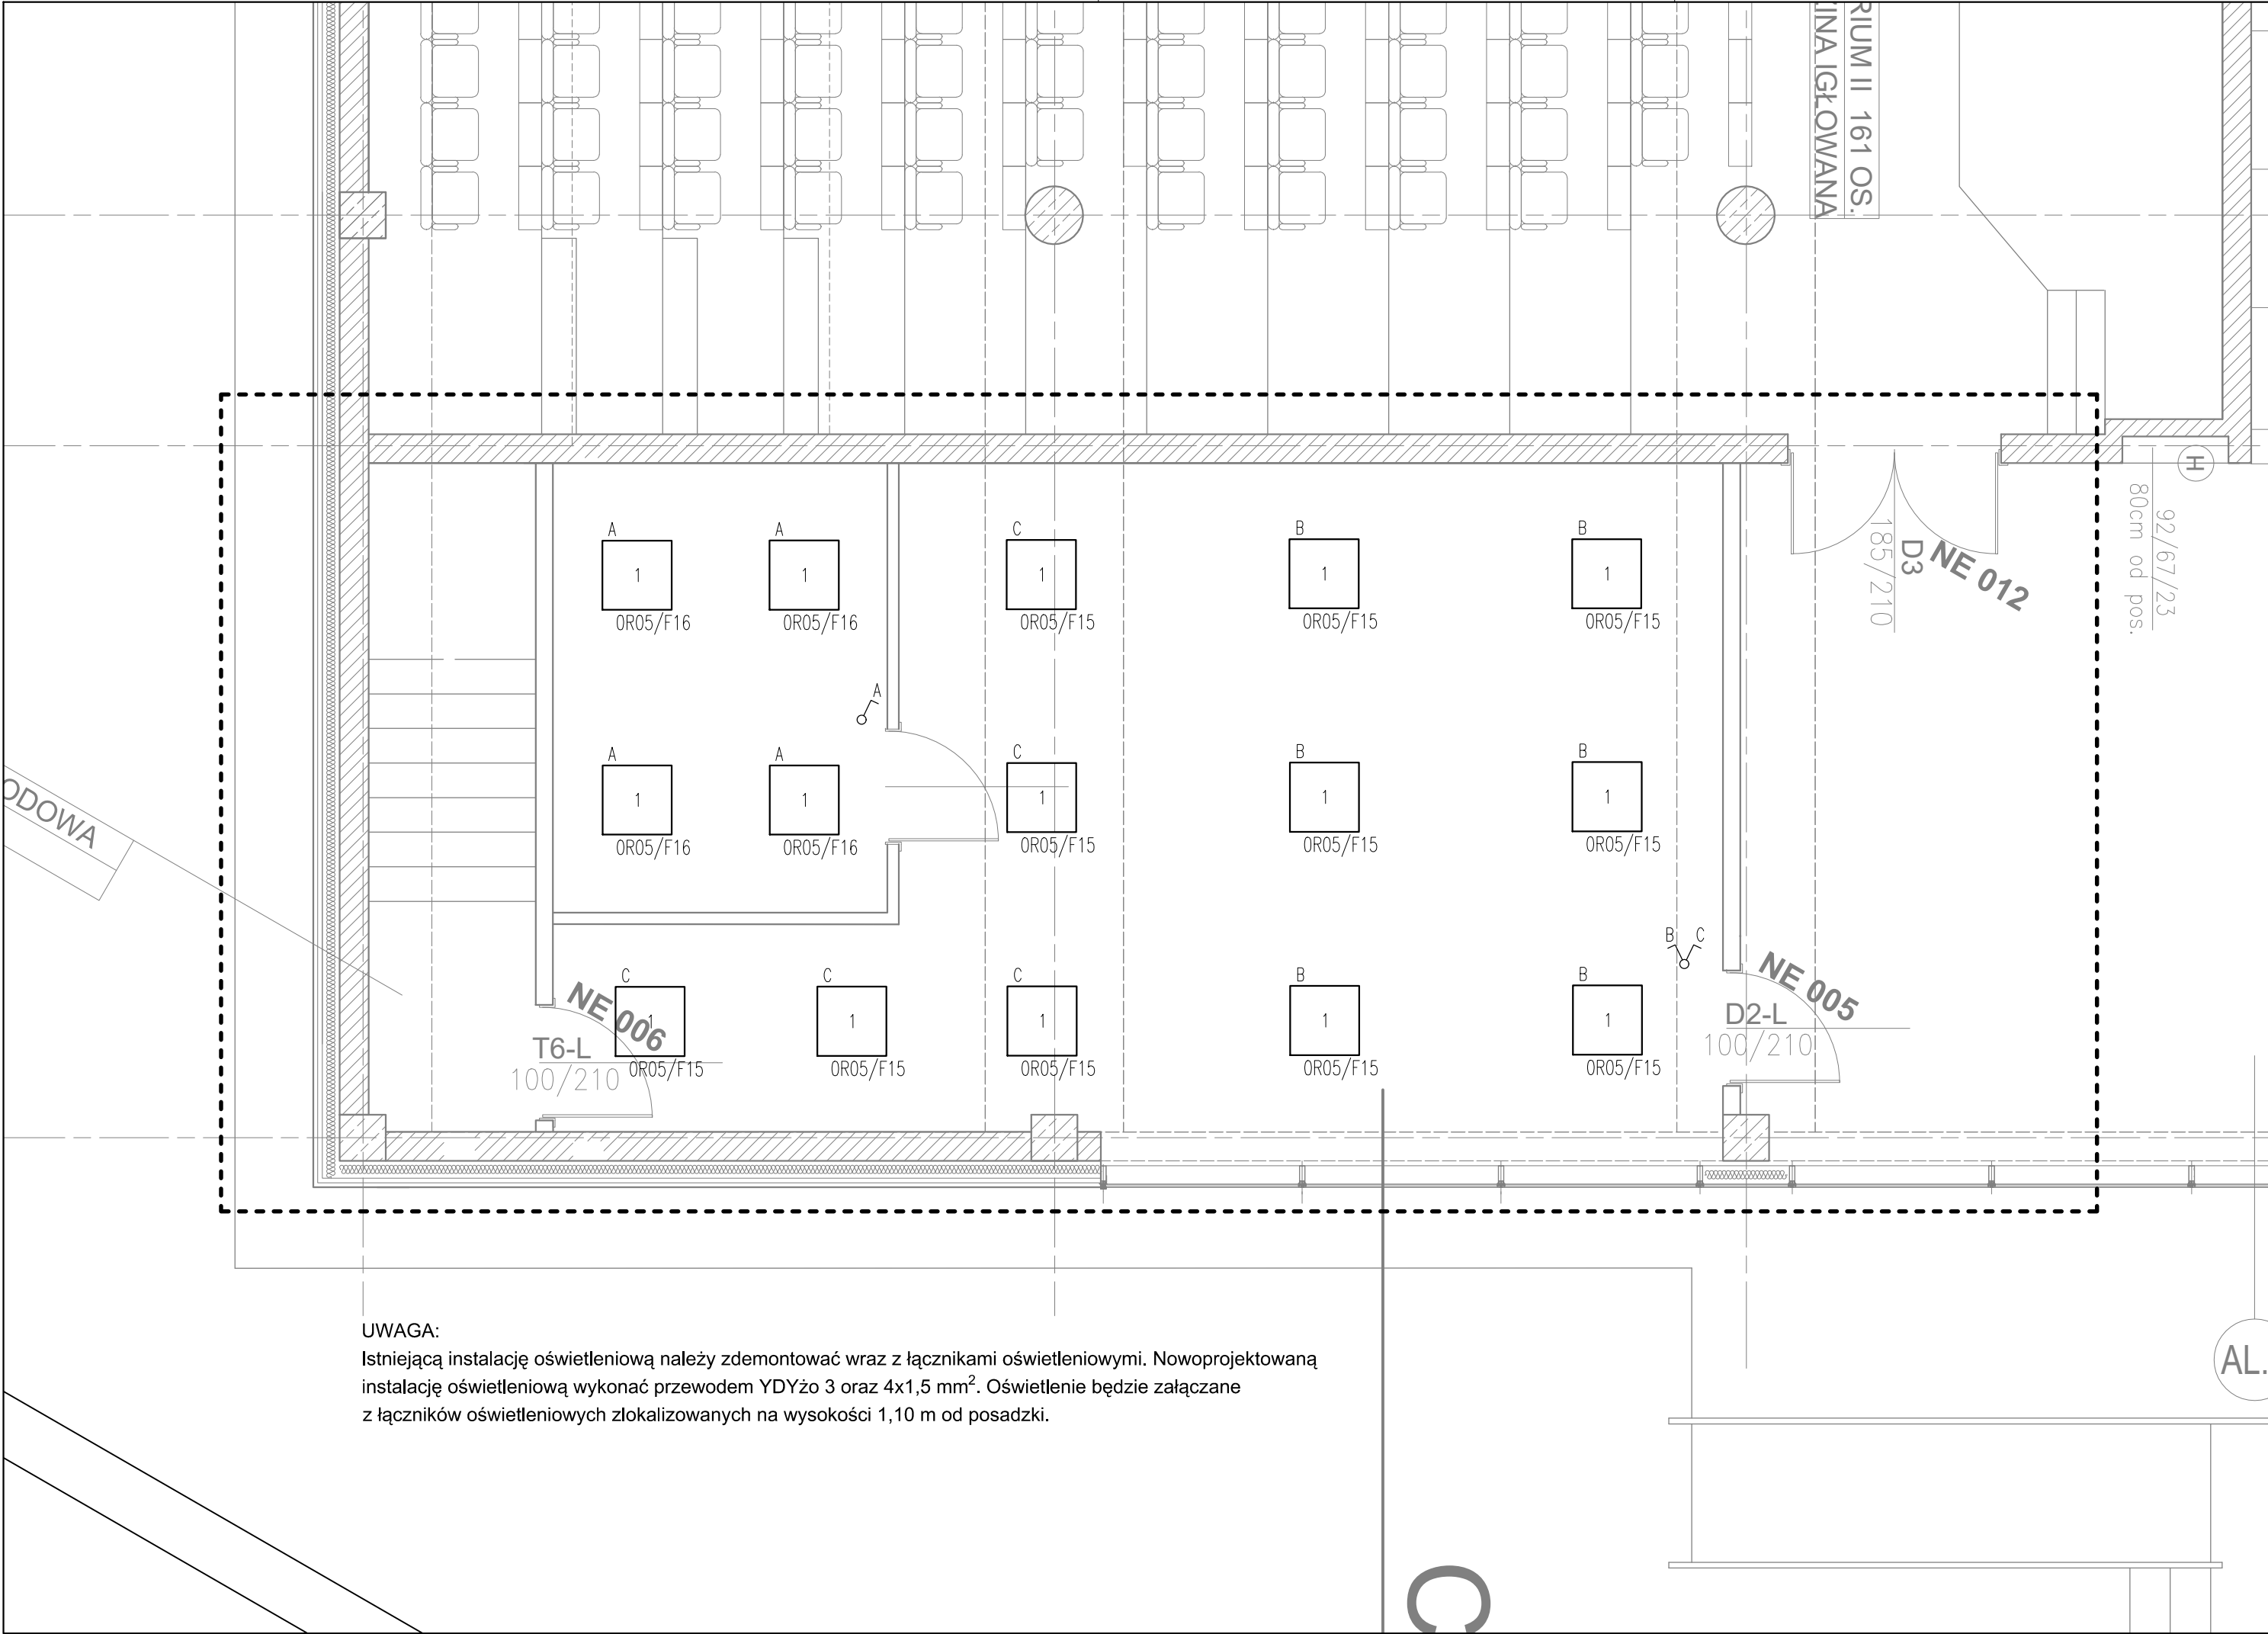 RIUM II 161 OS.
INA IGŁOWANA
H
92/67/23
80cm od pos.
D3
185/210
NE 012
A
1
0R05/F16
A
1
0R05/F16
C
1
0R05/F15
B
1
0R05/F15
B
1
0R05/F15
A
A
1
0R05/F16
A
1
0R05/F16
C
1
0R05/F15
B
1
0R05/F15
B
1
0R05/F15
ODOWA
B C
NE 006
T6-L
100/210
C
1
0R05/F15
C
1
0R05/F15
C
1
0R05/F15
B
1
0R05/F15
B
1
0R05/F15
NE 005
D2-L
100/210
UWAGA:
Istniejącą instalację oświetleniową należy zdemontować wraz z łącznikami oświetleniowymi. Nowoprojektowaną
instalację oświetleniową wykonać przewodem YDYżo 3 oraz 4x1,5 mm². Oświetlenie będzie załączane
z łączników oświetleniowych zlokalizowanych na wysokości 1,10 m od posadzki.
AL.
C